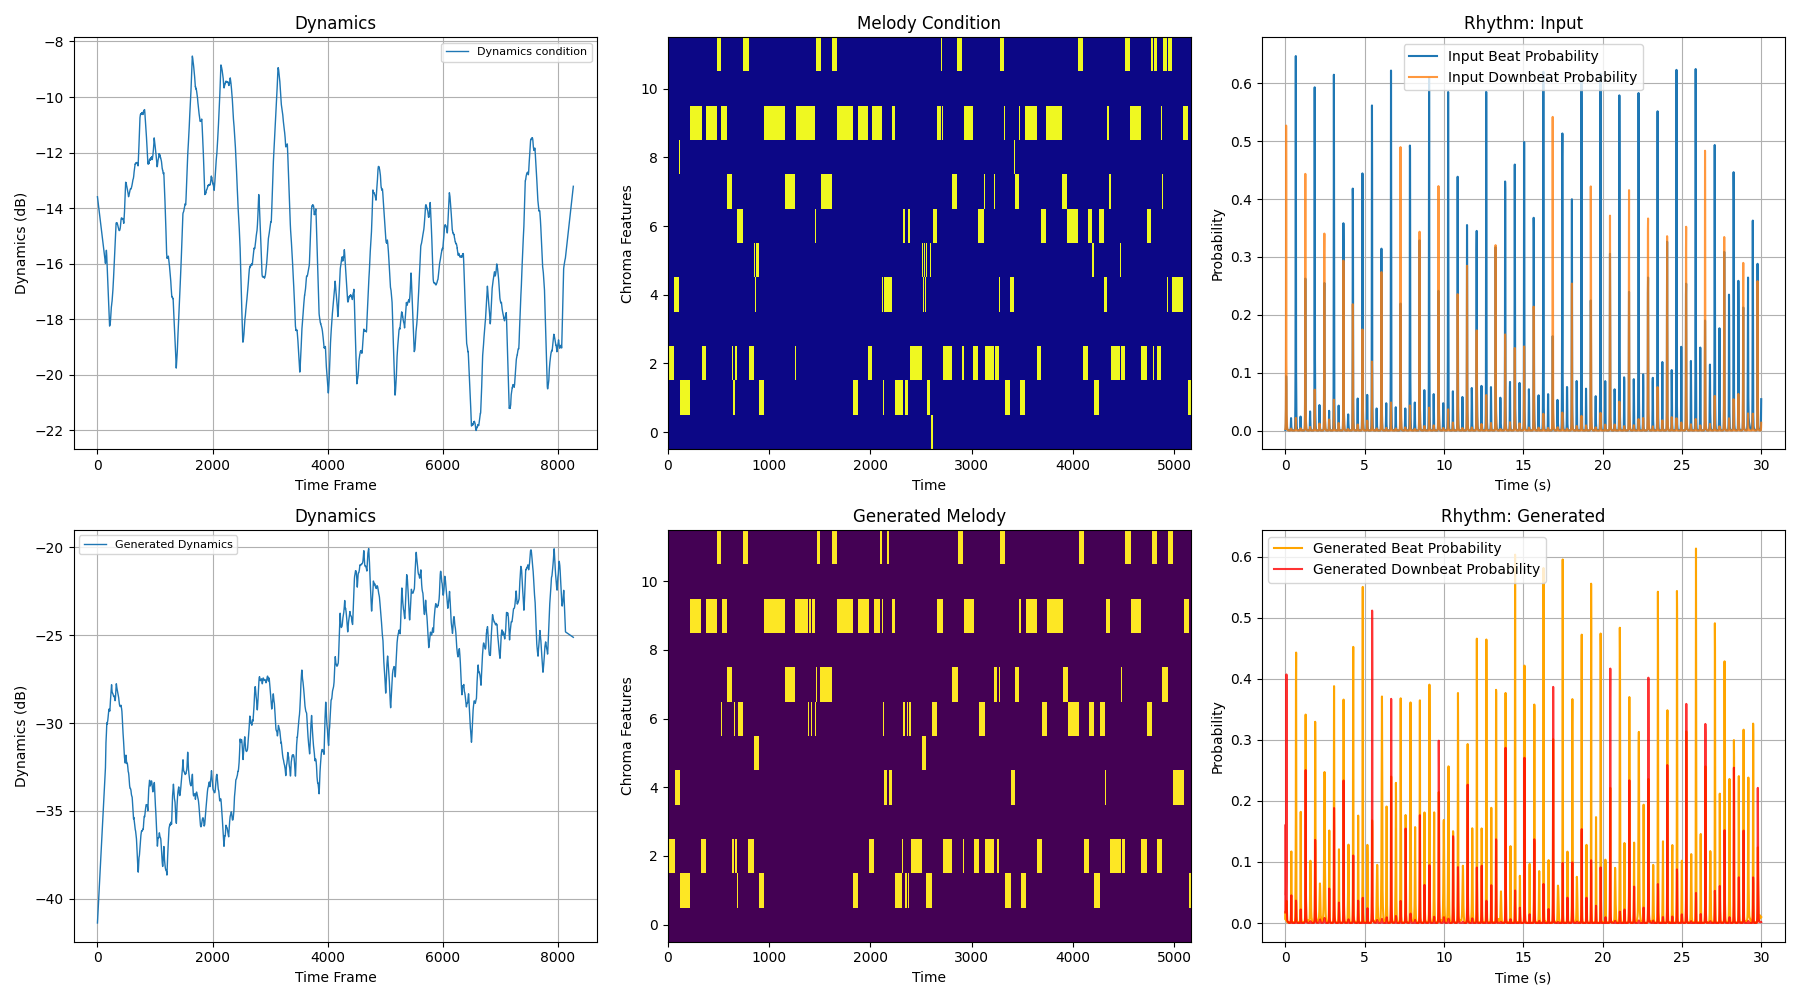 Dynamics
Dynamics condition
−8
−10
−12
−14
−16
−18
−20
−22
Dynamics (dB)
0 2000 4000 6000 8000
Time Frame
Melody Condition
10
8
6
4
2
0
Chroma Features
0 1000 2000 3000 4000 5000
Time
Rhythm: Input
Input Beat Probability
Input Downbeat Probability
0.6
0.5
0.4
0.3
0.2
0.1
0.0
Probability
0 5 10 15 20 25 30
Time (s)
Dynamics
Generated Dynamics
−20
−25
−30
−35
−40
Dynamics (dB)
0 2000 4000 6000 8000
Time Frame
Generated Melody
10
8
6
4
2
0
Chroma Features
0 1000 2000 3000 4000 5000
Time
Rhythm: Generated
Generated Beat Probability
Generated Downbeat Probability
0.6
0.5
0.4
0.3
0.2
0.1
0.0
Probability
0 5 10 15 20 25 30
Time (s)